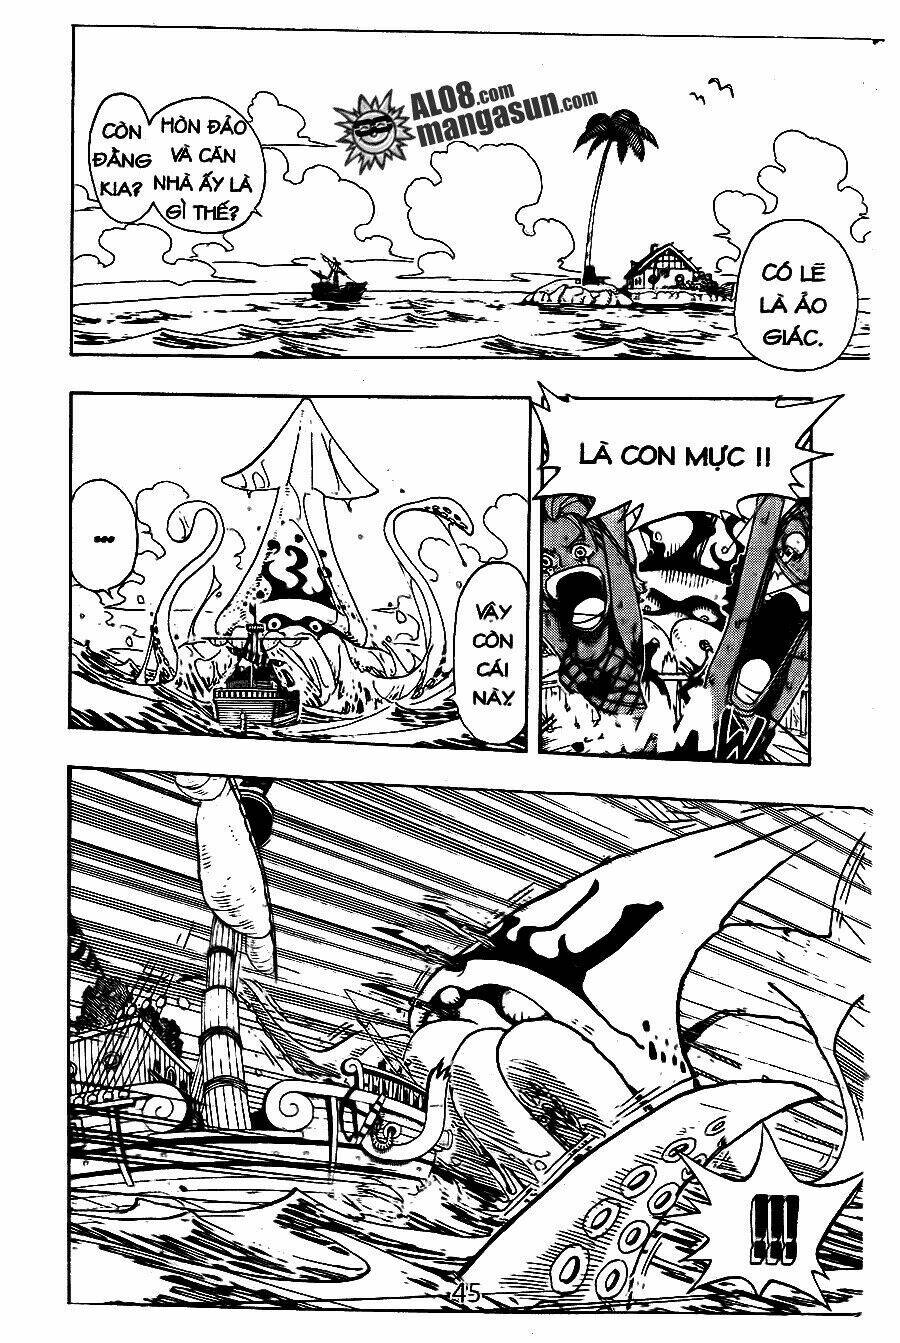 AL08.com
mangasun.com
CÒN
ĐẰNG
KIA?
HÒN ĐẢO
VÀ CĂN
NHÀ ẤY LÀ
GÌ THẾ?
CÓ LẼ
LÀ ẢO
GIÁC.
...
VẬY
CÒN
CÁI
NÀY.
LÀ CON MỰC !!
!!!
45